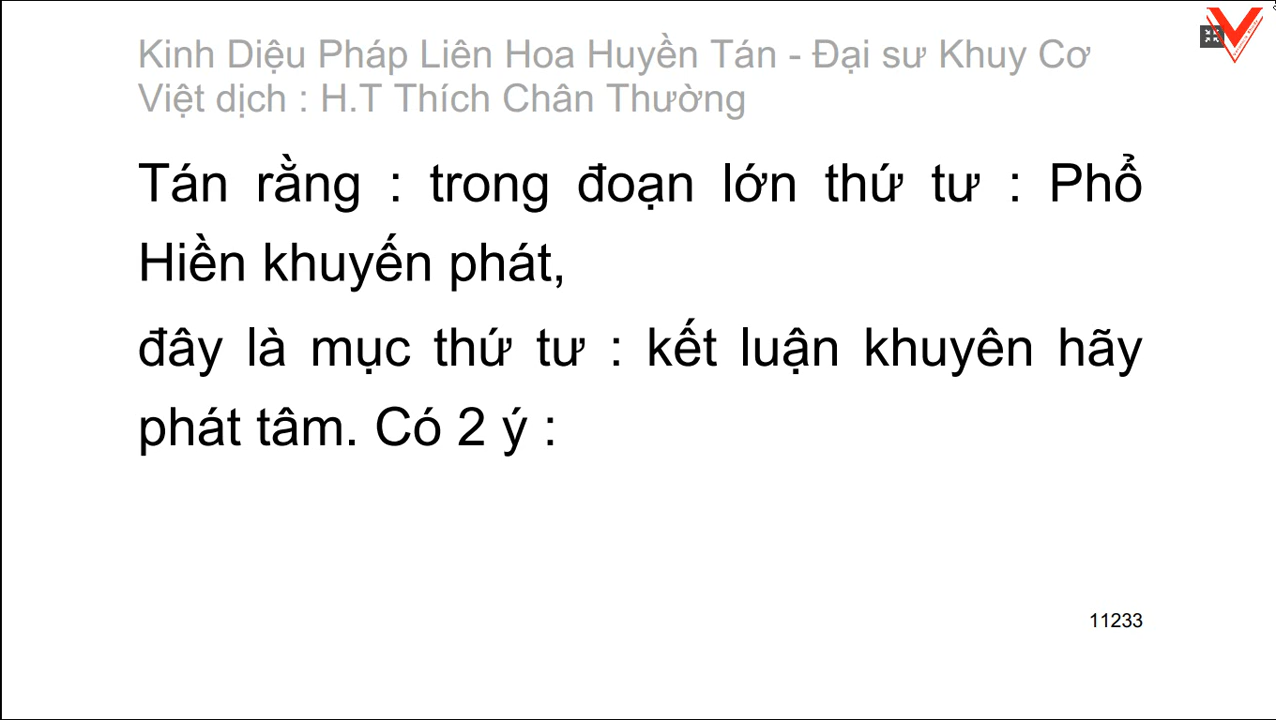 Kinh Diệu Pháp Liên Hoa Huyền Tán - Đại sư Khuy Cơ
Việt dịch : H.T Thích Chân Thường
Tán rằng : trong đoạn lớn thứ tư : Phổ
Hiền khuyến phát,
đây là mục thứ tư : kết luận khuyên hãy
phát tâm. Có 2 ý :
11233